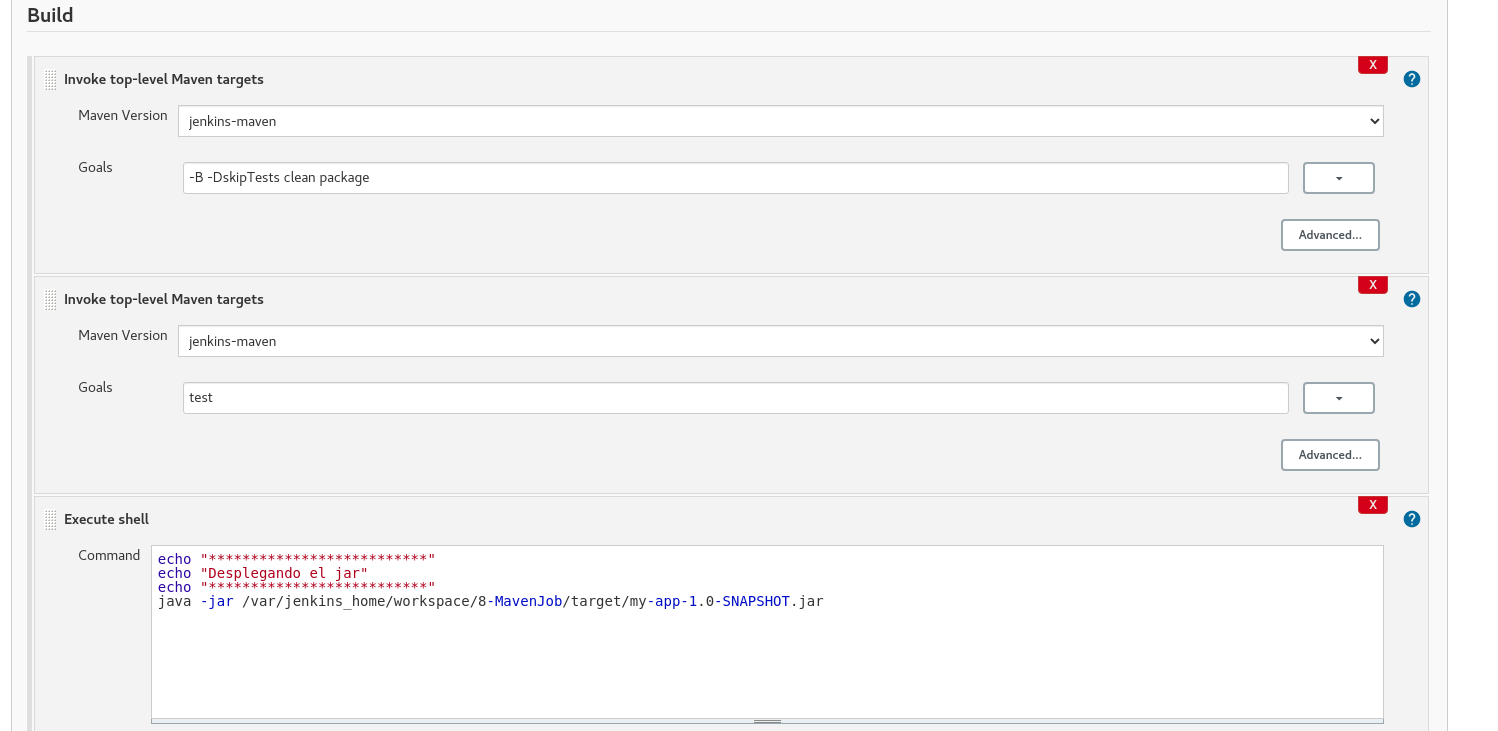 Build
Invoke top-level Maven targets
X
?
Maven Version
jenkins-maven
Goals
-B -DskipTests clean package
Advanced...
Invoke top-level Maven targets
X
?
Maven Version
jenkins-maven
Goals
test
Advanced...
Execute shell
X
?
Command
echo "**************************"
echo "Desplegando el jar"
echo "**************************"
java -jar /var/jenkins_home/workspace/8-MavenJob/target/my-app-1.0-SNAPSHOT.jar